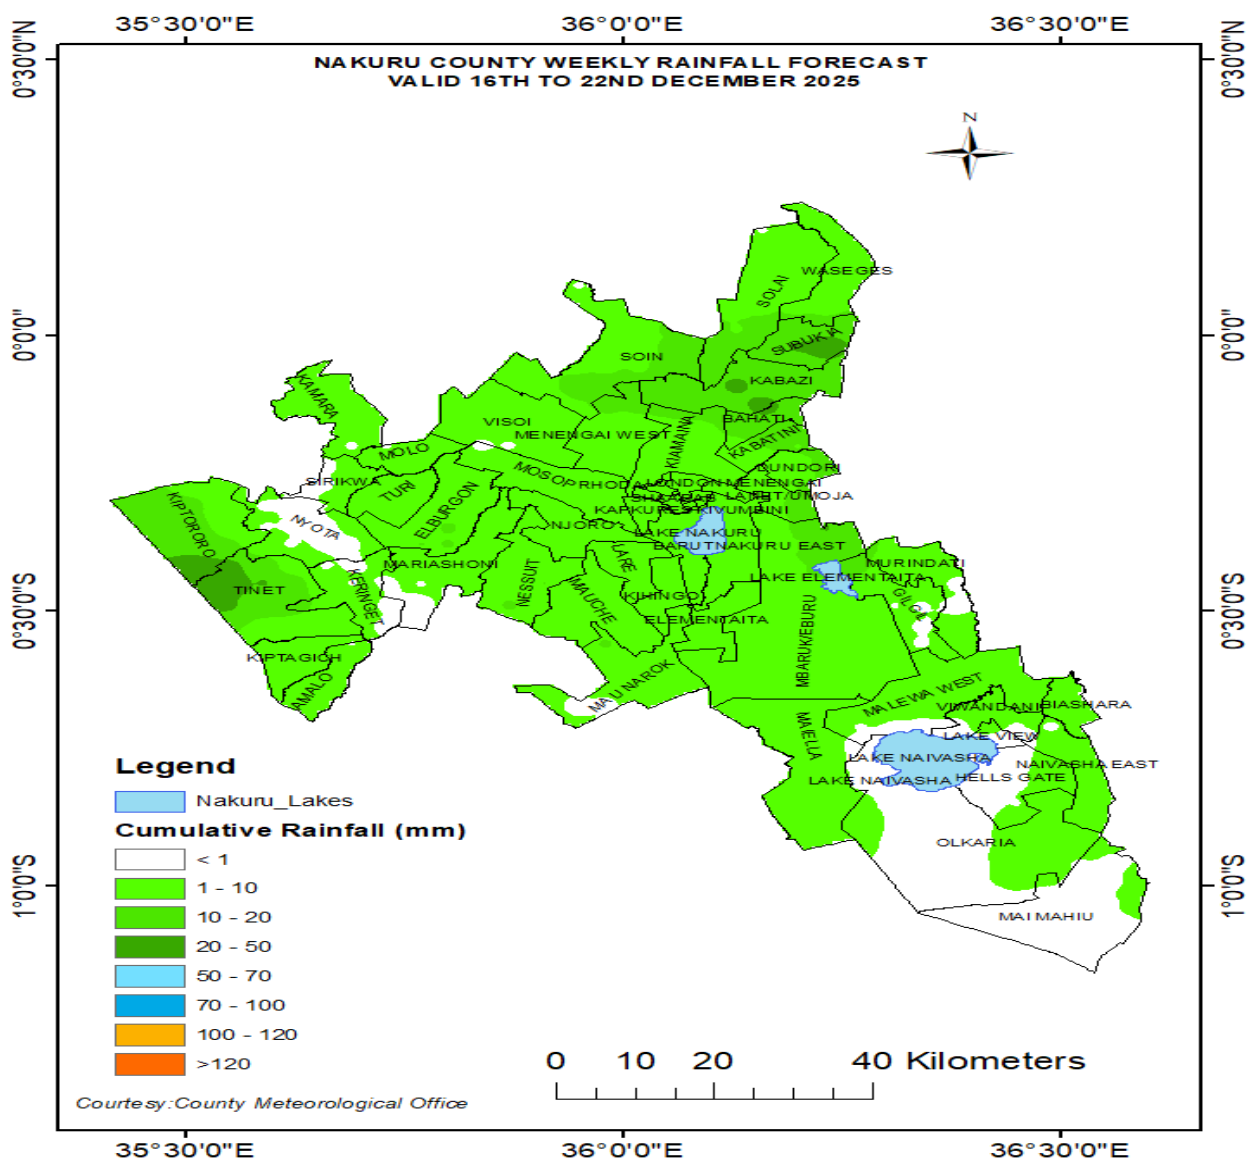 35°30'0"E 36°0'0"E 36°30'0"E
0°30'0"N 0°30'0"N
NAKURU COUNTY WEEKLY RAINFALL FORECAST
VALID 16TH TO 22ND DECEMBER 2025
N
WASEGES
SOLAI
0°0'0" 0°0'0"
SUBUKIA
SOIN
KABAZI
KAMARA
VISOI
BAHATI
MENENGAI WEST
KIAMAINA
KABATINI
MOLO
MOSOP
DUNDORI
SIRIKWA
TURI
RHODA
LONDON
MENENGAI
SHAABAB
LANET/UMOJA
KIPTORORO
ELBURGON
KAPKURES
KIVUMBINI
NYOTA
NJORO
LAKE NAKURU
BARUT
NAKURU EAST
LARE
MARIASHONI
MURINDATI
NESSUIT
LAKE ELEMENTAITA
TINET
KERINGET
MAUCHE
KIHINGO
GILGIL
0°30'0"S 0°30'0"S
ELEMENTAITA
MBARUK/EBURU
KIPTAGICH
AMALO
MAU NAROK
MALEWA WEST
VIWANDANI
BIASHARA
MAIELLA
LAKE VIEW
LAKE NAIVASHA
NAIVASHA EAST
LAKE NAIVASHA
HELLS GATE
OLKARIA
1°0'0"S 1°0'0"S
MAI MAHIU
Legend
Nakuru_Lakes
Cumulative Rainfall (mm)
< 1
1 - 10
10 - 20
20 - 50
50 - 70
70 - 100
100 - 120
>120
0 10 20 40 Kilometers
Courtesy:County Meteorological Office
35°30'0"E 36°0'0"E 36°30'0"E